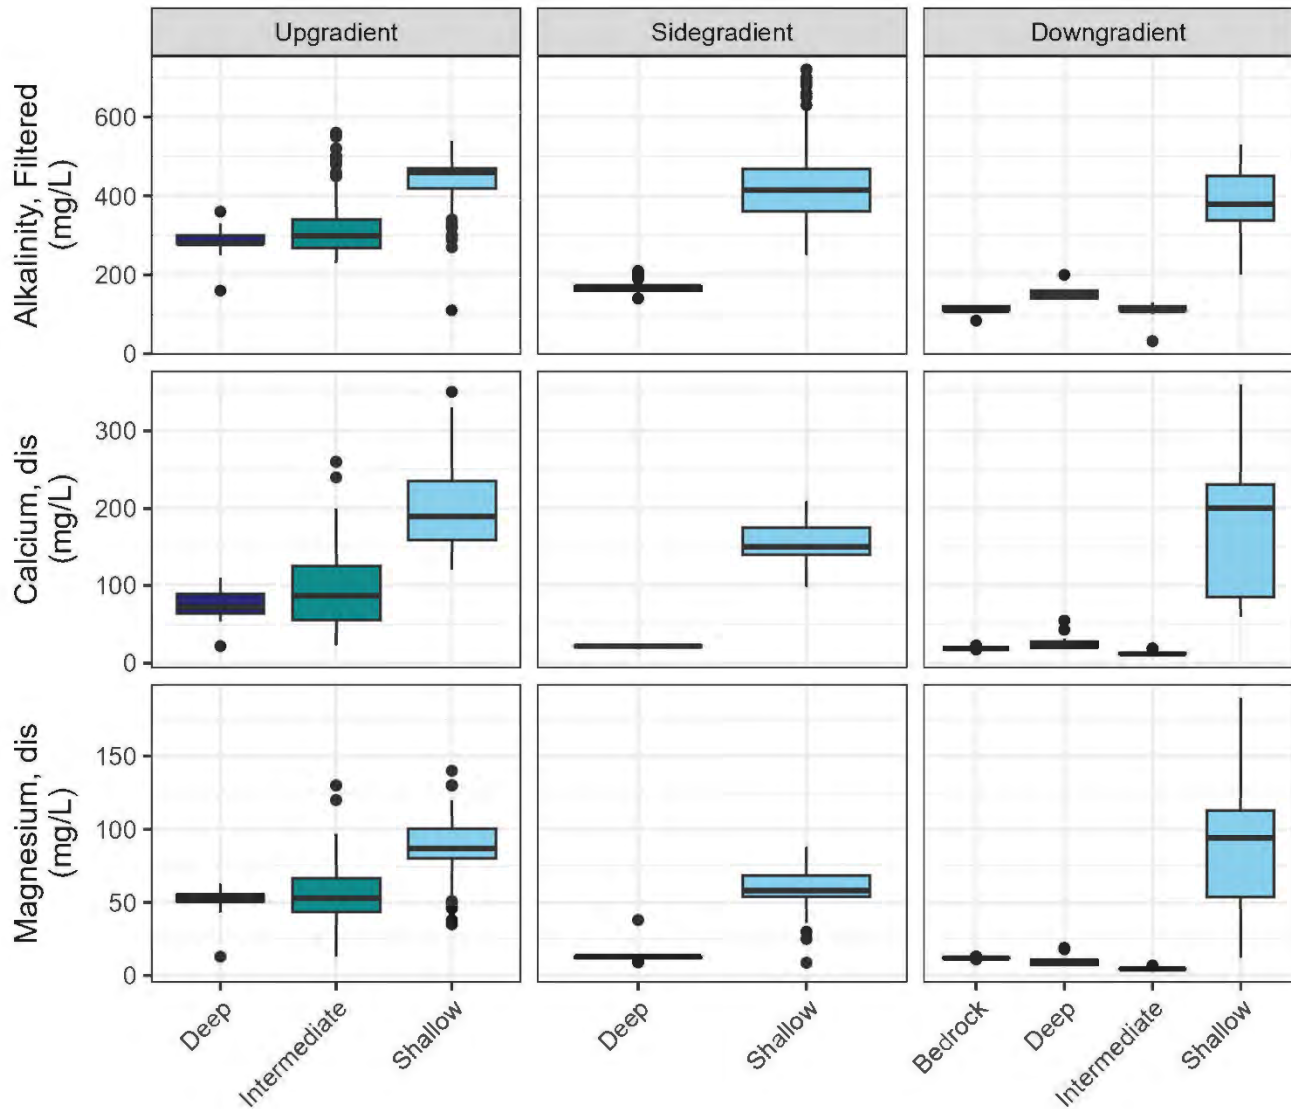 Upgradient
Sidegradient
Downgradient
Alkalinity, Filtered
(mg/L)
600
400
200
0
Calcium, dis
(mg/L)
300
200
100
0
Magnesium, dis
(mg/L)
150
100
50
0
Deep
Intermediate
Shallow
Deep
Shallow
Bedrock
Deep
Intermediate
Shallow